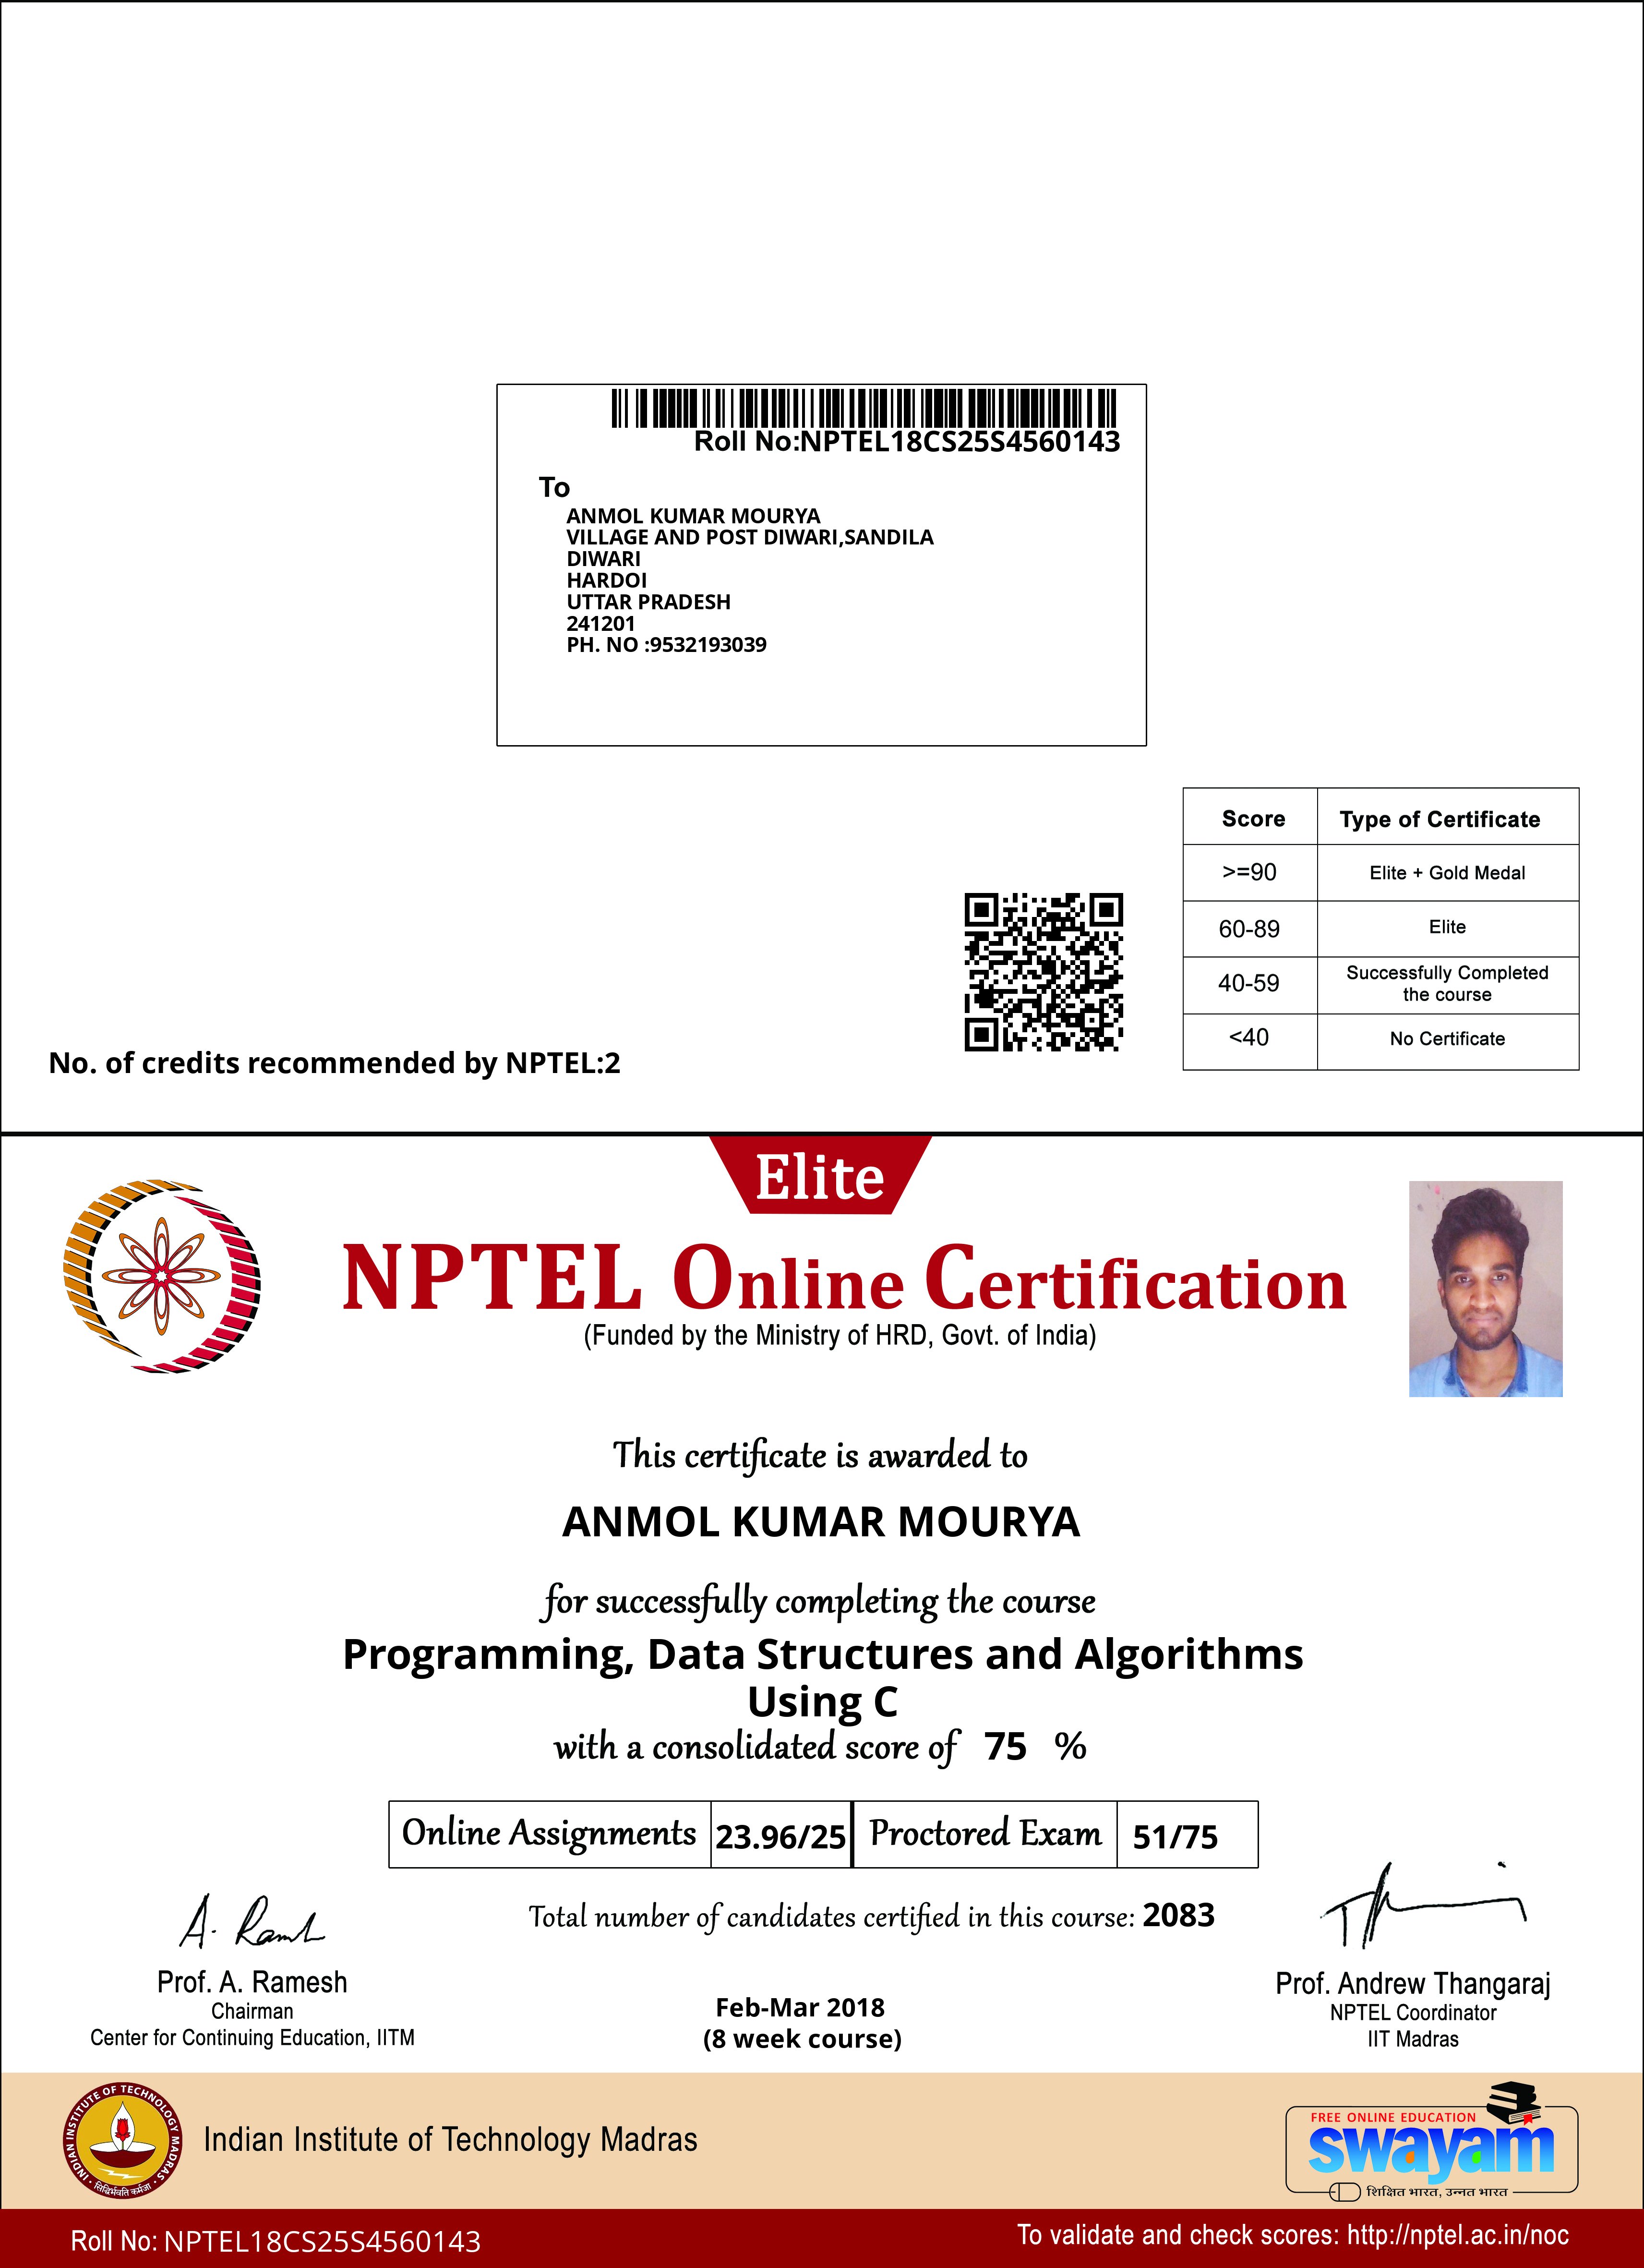 Roll No:NPTEL18CS25S4560143
To
ANMOL KUMAR MOURYA
VILLAGE AND POST DIWARI,SANDILA
DIWARI
HARDOI
UTTAR PRADESH
241201
PH. NO :9532193039
Score Type of Certificate
>=90 Elite + Gold Medal
60-89 Elite
40-59 Successfully Completed
the course
<40 No Certificate
No. of credits recommended by NPTEL:2
Elite
NPTEL Online Certification
(Funded by the Ministry of HRD, Govt. of India)
This certificate is awarded to
ANMOL KUMAR MOURYA
for successfully completing the course
Programming, Data Structures and Algorithms
Using C
with a consolidated score of 75 %
Online Assignments 23.96/25 Proctored Exam 51/75
Total number of candidates certified in this course: 2083
A. Ramesh
Prof. A. Ramesh
Chairman
Center for Continuing Education, IITM
Feb-Mar 2018
(8 week course)
Prof. Andrew Thangaraj
NPTEL Coordinator
IIT Madras
INDIAN INSTITUTE OF TECHNOLOGY MADRAS
सिद्धिर्भवति कर्मजा
Indian Institute of Technology Madras
FREE ONLINE EDUCATION
swayam
शिक्षित भारत, उन्नत भारत
Roll No: NPTEL18CS25S4560143
To validate and check scores: http://nptel.ac.in/noc